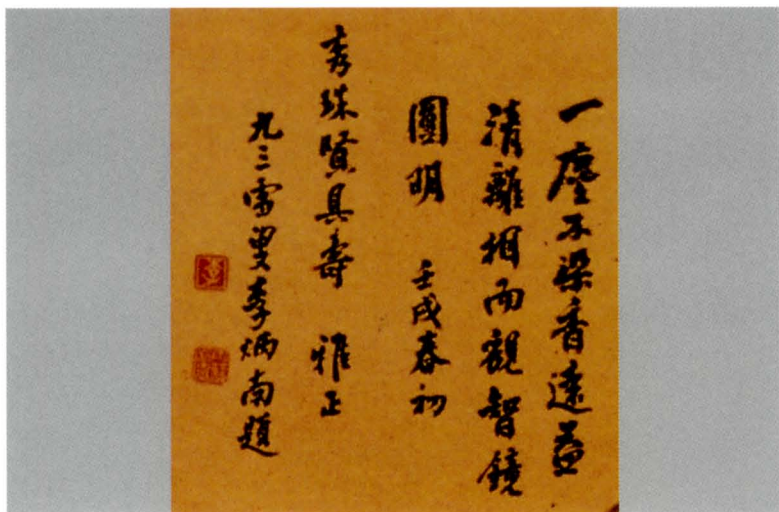 一塵不染香遠益
清離相而觀智鏡
圓明 壬戌春初
秀珠賢具壽 雅正
九三雪叟李炳南題